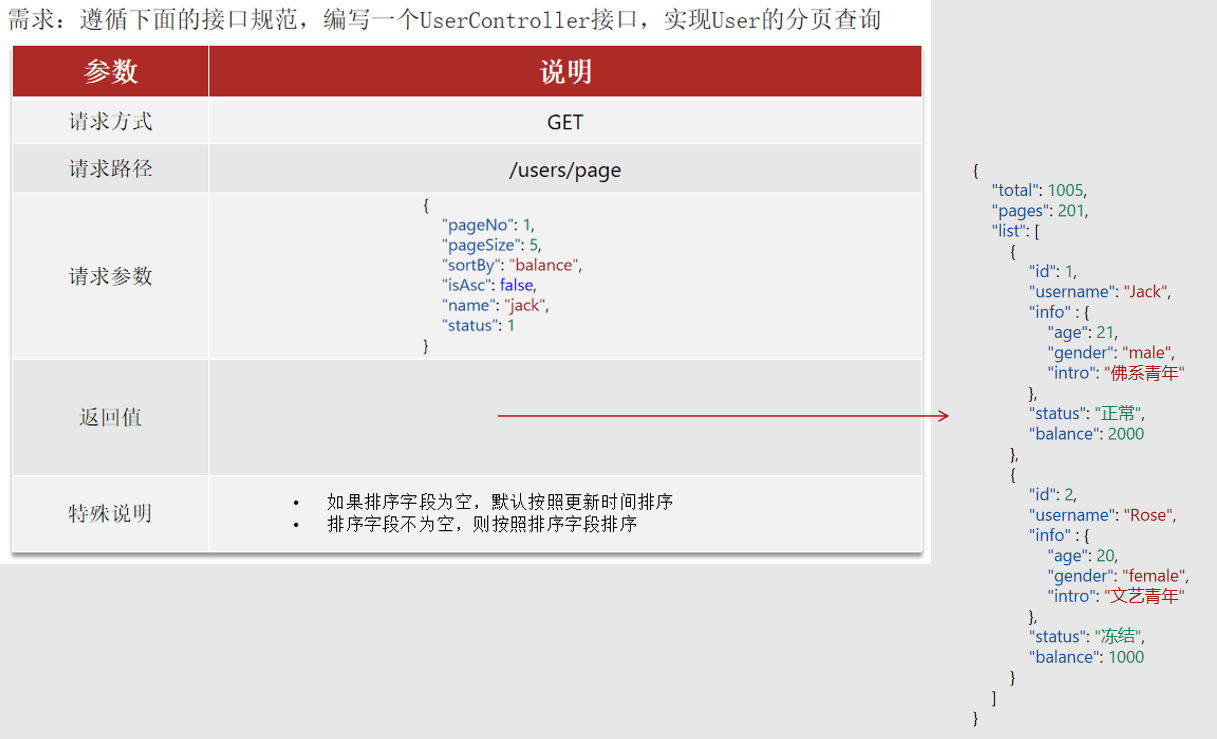 需求：遵循下面的接口规范，编写一个UserController接口，实现User的分页查询
参数 说明
请求方式 GET
请求路径 /users/page
请求参数
{
"pageNo": 1,
"pageSize": 5,
"sortBy": "balance",
"isAsc": false,
"name": "jack",
"status": 1
}
返回值
特殊说明
• 如果排序字段为空，默认按照更新时间排序
• 排序字段不为空，则按照排序字段排序
{
"total": 1005,
"pages": 201,
"list": [
{
"id": 1,
"username": "Jack",
"info" : {
"age": 21,
"gender": "male",
"intro": "佛系青年"
},
"status": "正常",
"balance": 2000
},
{
"id": 2,
"username": "Rose",
"info" : {
"age": 20,
"gender": "female",
"intro": "文艺青年"
},
"status": "冻结",
"balance": 1000
}
]
}